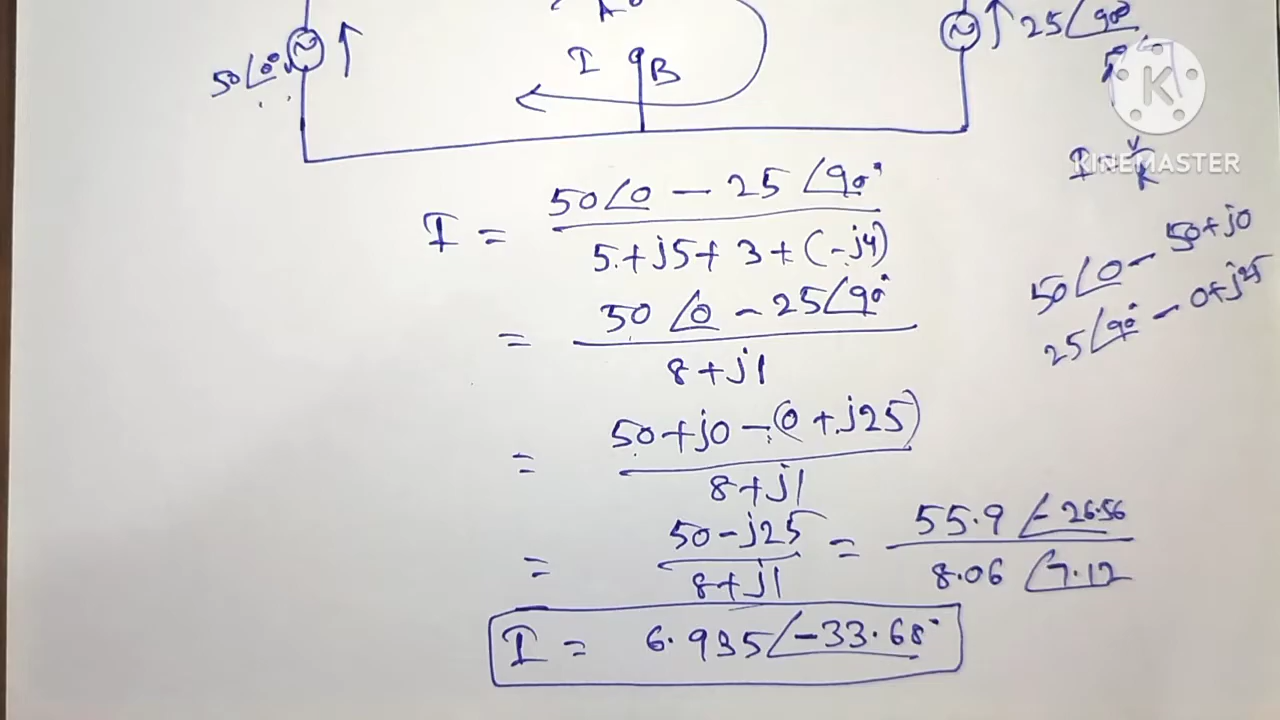 50∠0° V
I
B
25∠90°
K
KINEMASTER
I = V/R
I = (50∠0 − 25∠90°) / (5+j5+3+(−j4))
= (50∠0 − 25∠90°) / (8+j1)
50∠0 − 50+j0
25∠90° − 0+j25
= (50+j0−(0+j25)) / (8+j1)
= (50−j25) / (8+j1) = (55.9∠−26.56) / (8.06∠7.12)
I = 6.935∠−33.68°